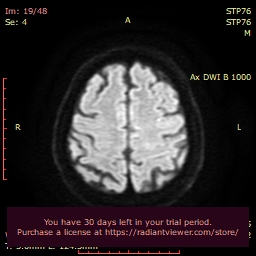 Im: 19/48
STP76
Se: 4
STP76
M
A
Ax DWI B 1000
R
L
You have 30 days left in your trial period.
Purchase a license at https://radiantviewer.com/store/